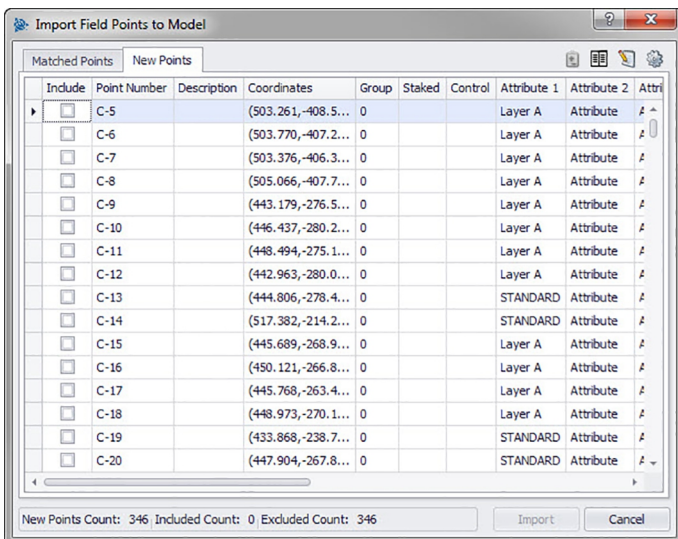 Import Field Points to Model
Matched Points New Points
Include Point Number Description Coordinates Group Staked Control Attribute 1 Attribute 2 Attri
C-5 (503.261,-408.5... 0 Layer A Attribute A
C-6 (503.770,-407.2... 0 Layer A Attribute A
C-7 (503.376,-406.3... 0 Layer A Attribute A
C-8 (505.066,-407.7... 0 Layer A Attribute A
C-9 (443.179,-276.5... 0 Layer A Attribute A
C-10 (446.437,-280.2... 0 Layer A Attribute A
C-11 (448.494,-275.1... 0 Layer A Attribute A
C-12 (442.963,-280.0... 0 Layer A Attribute A
C-13 (444.806,-278.4... 0 STANDARD Attribute A
C-14 (517.382,-214.2... 0 STANDARD Attribute A
C-15 (445.689,-268.9... 0 Layer A Attribute A
C-16 (450.121,-266.8... 0 Layer A Attribute A
C-17 (445.768,-263.4... 0 Layer A Attribute A
C-18 (448.973,-270.1... 0 Layer A Attribute A
C-19 (433.868,-238.7... 0 STANDARD Attribute A
C-20 (447.904,-267.8... 0 STANDARD Attribute A
New Points Count: 346 Included Count: 0 Excluded Count: 346 Import Cancel